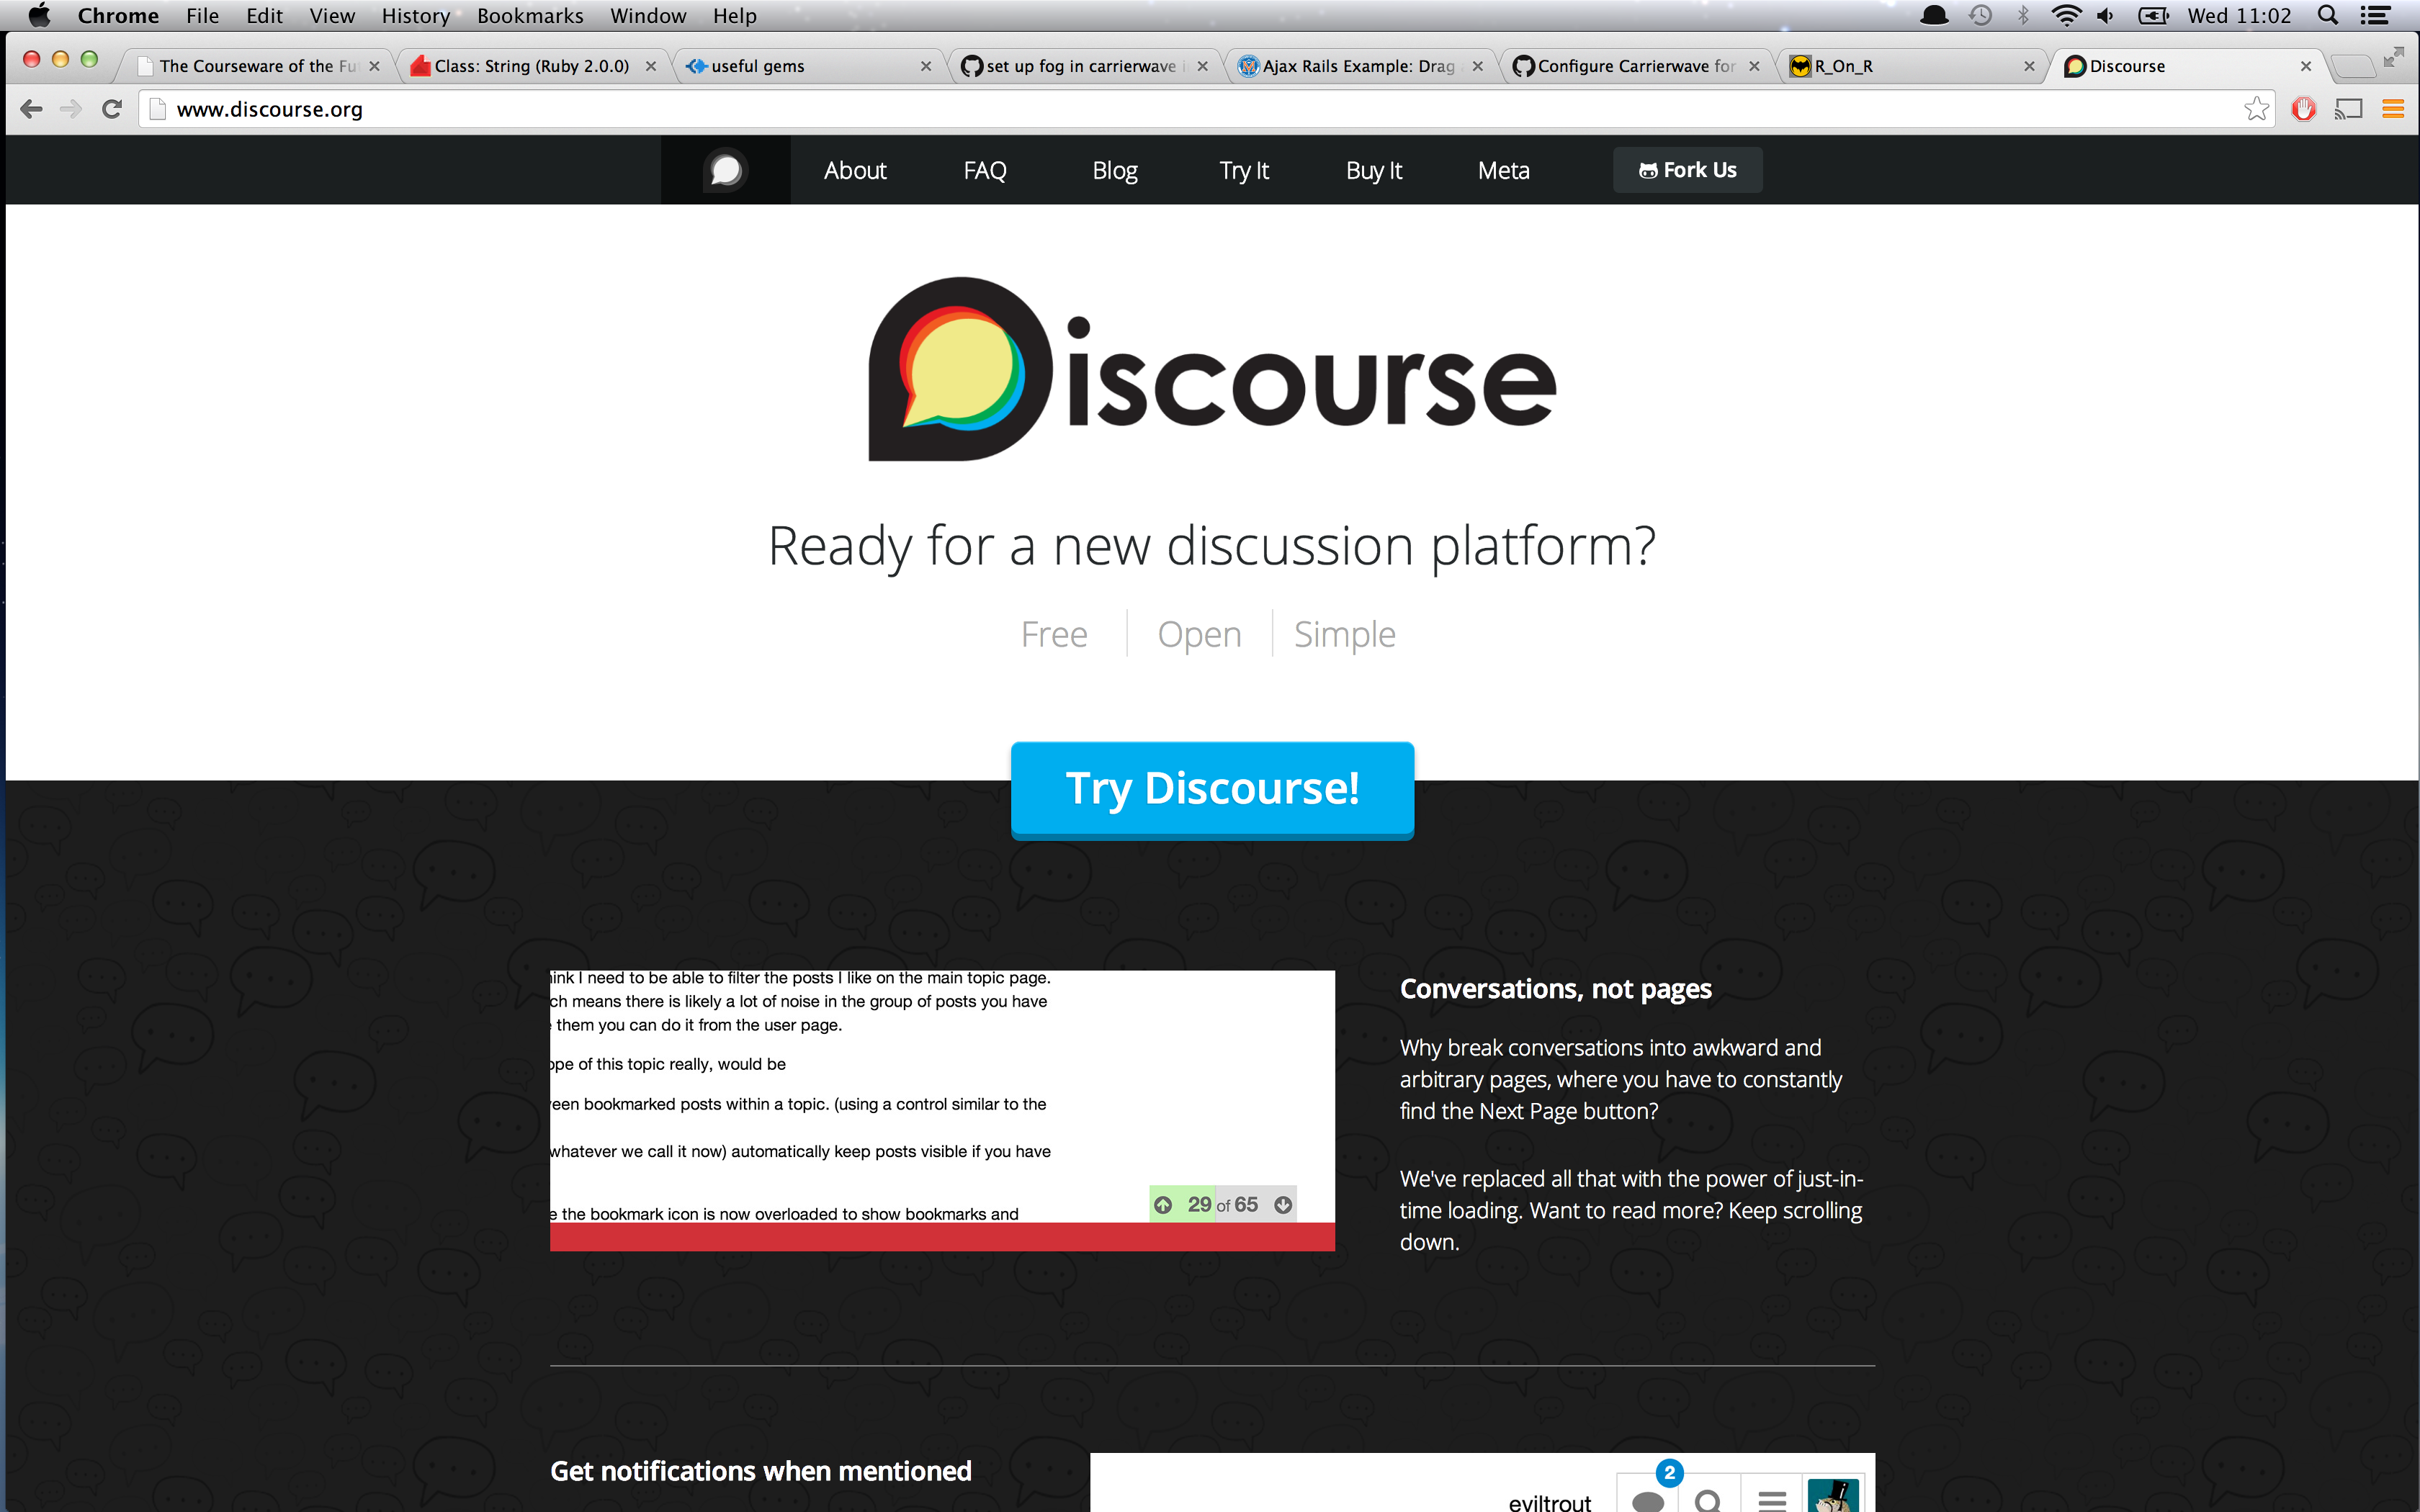 Chrome File Edit View History Bookmarks Window Help Wed 11:02
The Courseware of the Fu Class: String (Ruby 2.0.0) useful gems set up fog in carrierwave i Ajax Rails Example: Drag Configure Carrierwave for R_On_R Discourse
www.discourse.org
About FAQ Blog Try It Buy It Meta Fork Us
Discourse
Ready for a new discussion platform?
Free Open Simple
Try Discourse!
ink I need to be able to filter the posts I like on the main topic page.
ch means there is likely a lot of noise in the group of posts you have
them you can do it from the user page.
ope of this topic really, would be
een bookmarked posts within a topic. (using a control similar to the
whatever we call it now) automatically keep posts visible if you have
e the bookmark icon is now overloaded to show bookmarks and
29 of 65
Conversations, not pages
Why break conversations into awkward and
arbitrary pages, where you have to constantly
find the Next Page button?
We've replaced all that with the power of just-in-
time loading. Want to read more? Keep scrolling
down.
Get notifications when mentioned
2
eviltrout